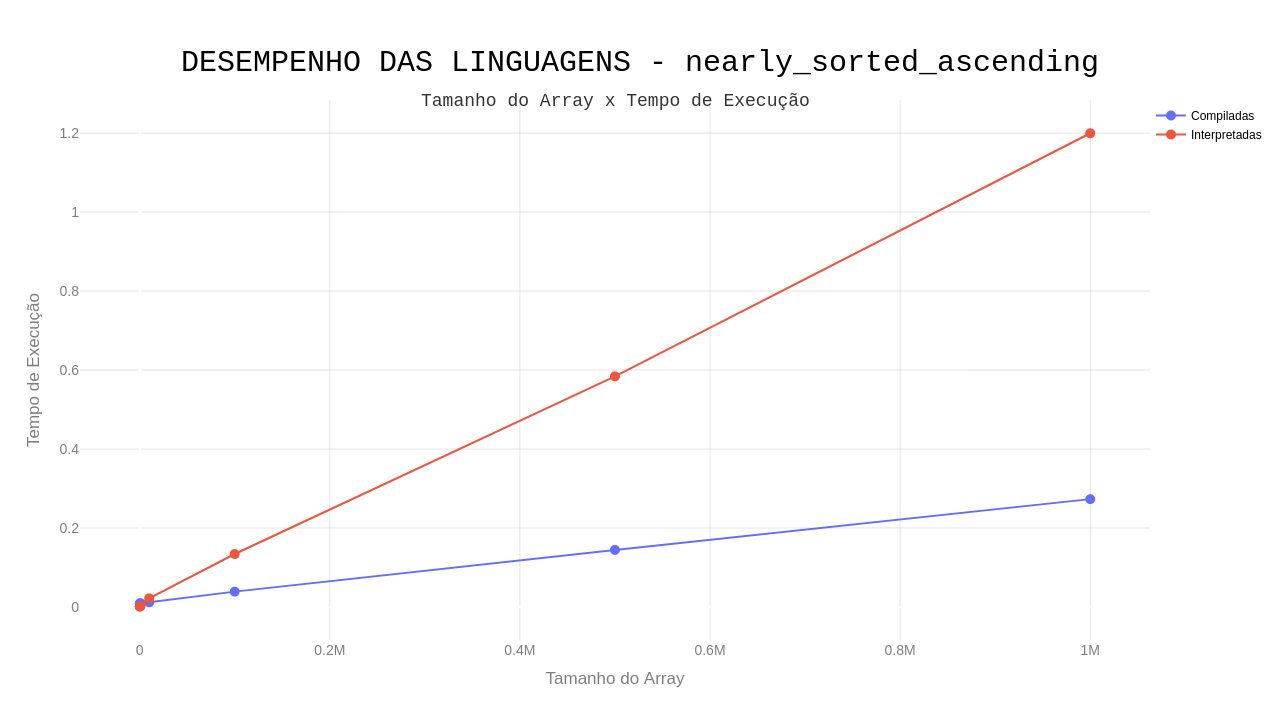 DESEMPENHO DAS LINGUAGENS - nearly_sorted_ascending
Tamanho do Array x Tempo de Execução
Compiladas
Interpretadas
Tempo de Execução
1.2
1
0.8
0.6
0.4
0.2
0
0
0.2M
0.4M
0.6M
0.8M
1M
Tamanho do Array